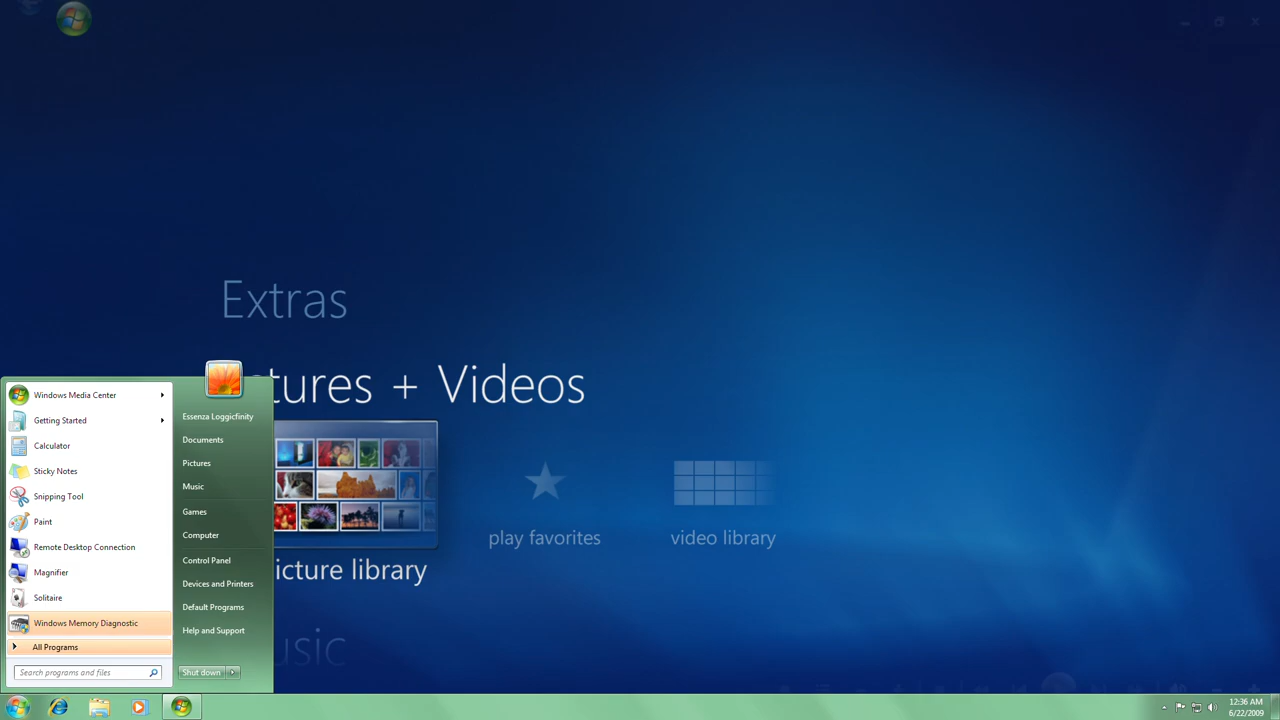 Extras
tures + Videos
icture library
play favorites
video library
usic
Windows Media Center
Getting Started
Calculator
Sticky Notes
Snipping Tool
Paint
Remote Desktop Connection
Magnifier
Solitaire
Windows Memory Diagnostic
All Programs
Search programs and files
Essenza Loggicfinity
Documents
Pictures
Music
Games
Computer
Control Panel
Devices and Printers
Default Programs
Help and Support
Shut down
12:36 AM
6/22/2009